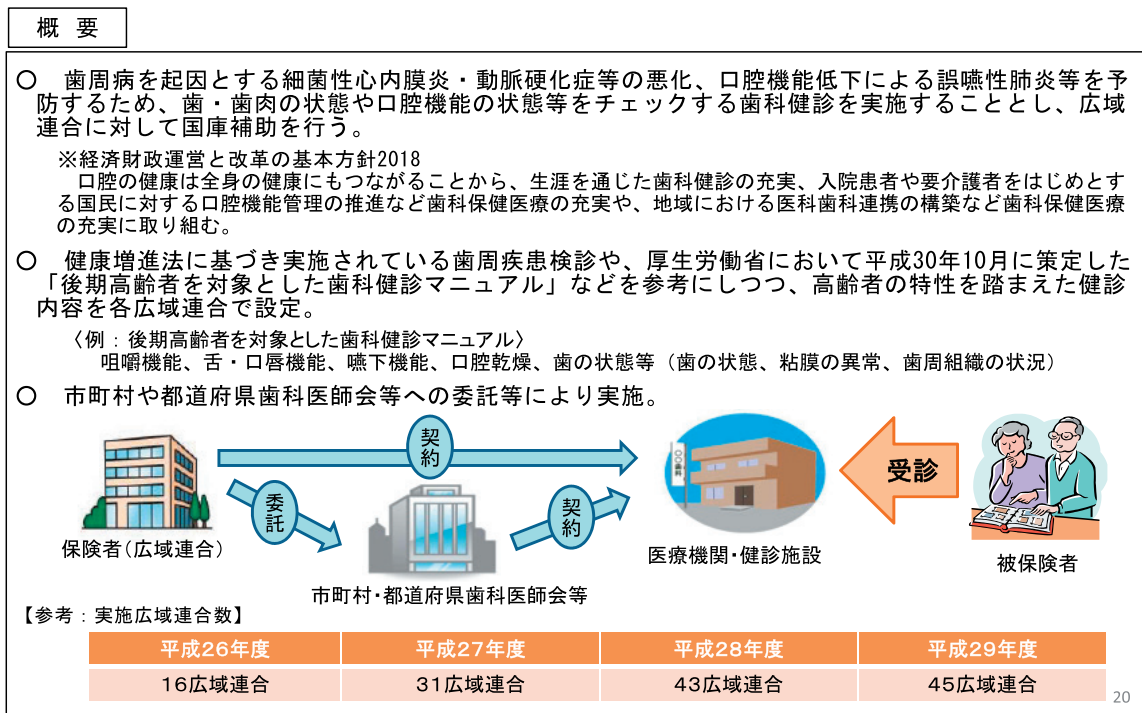 概 要
○ 歯周病を起因とする細菌性心内膜炎・動脈硬化症等の悪化、口腔機能低下による誤嚥性肺炎等を予
防するため、歯・歯肉の状態や口腔機能の状態等をチェックする歯科健診を実施することとし、広域
連合に対して国庫補助を行う。
※経済財政運営と改革の基本方針2018
口腔の健康は全身の健康にもつながることから、生涯を通じた歯科健診の充実、入院患者や要介護者をはじめとす
る国民に対する口腔機能管理の推進など歯科保健医療の充実や、地域における医科歯科連携の構築など歯科保健医療
の充実に取り組む。
○ 健康増進法に基づき実施されている歯周疾患検診や、厚生労働省において平成30年10月に策定した
「後期高齢者を対象とした歯科健診マニュアル」などを参考にしつつ、高齢者の特性を踏まえた健診
内容を各広域連合で設定。
〈例：後期高齢者を対象とした歯科健診マニュアル〉
咀嚼機能、舌・口唇機能、嚥下機能、口腔乾燥、歯の状態等（歯の状態、粘膜の異常、歯周組織の状況）
○ 市町村や都道府県歯科医師会等への委託等により実施。
契約
委託
契約
〇〇歯科
受診
保険者（広域連合）
市町村・都道府県歯科医師会等
医療機関・健診施設
被保険者
【参考：実施広域連合数】
平成26年度 平成27年度 平成28年度 平成29年度
16広域連合 31広域連合 43広域連合 45広域連合
20